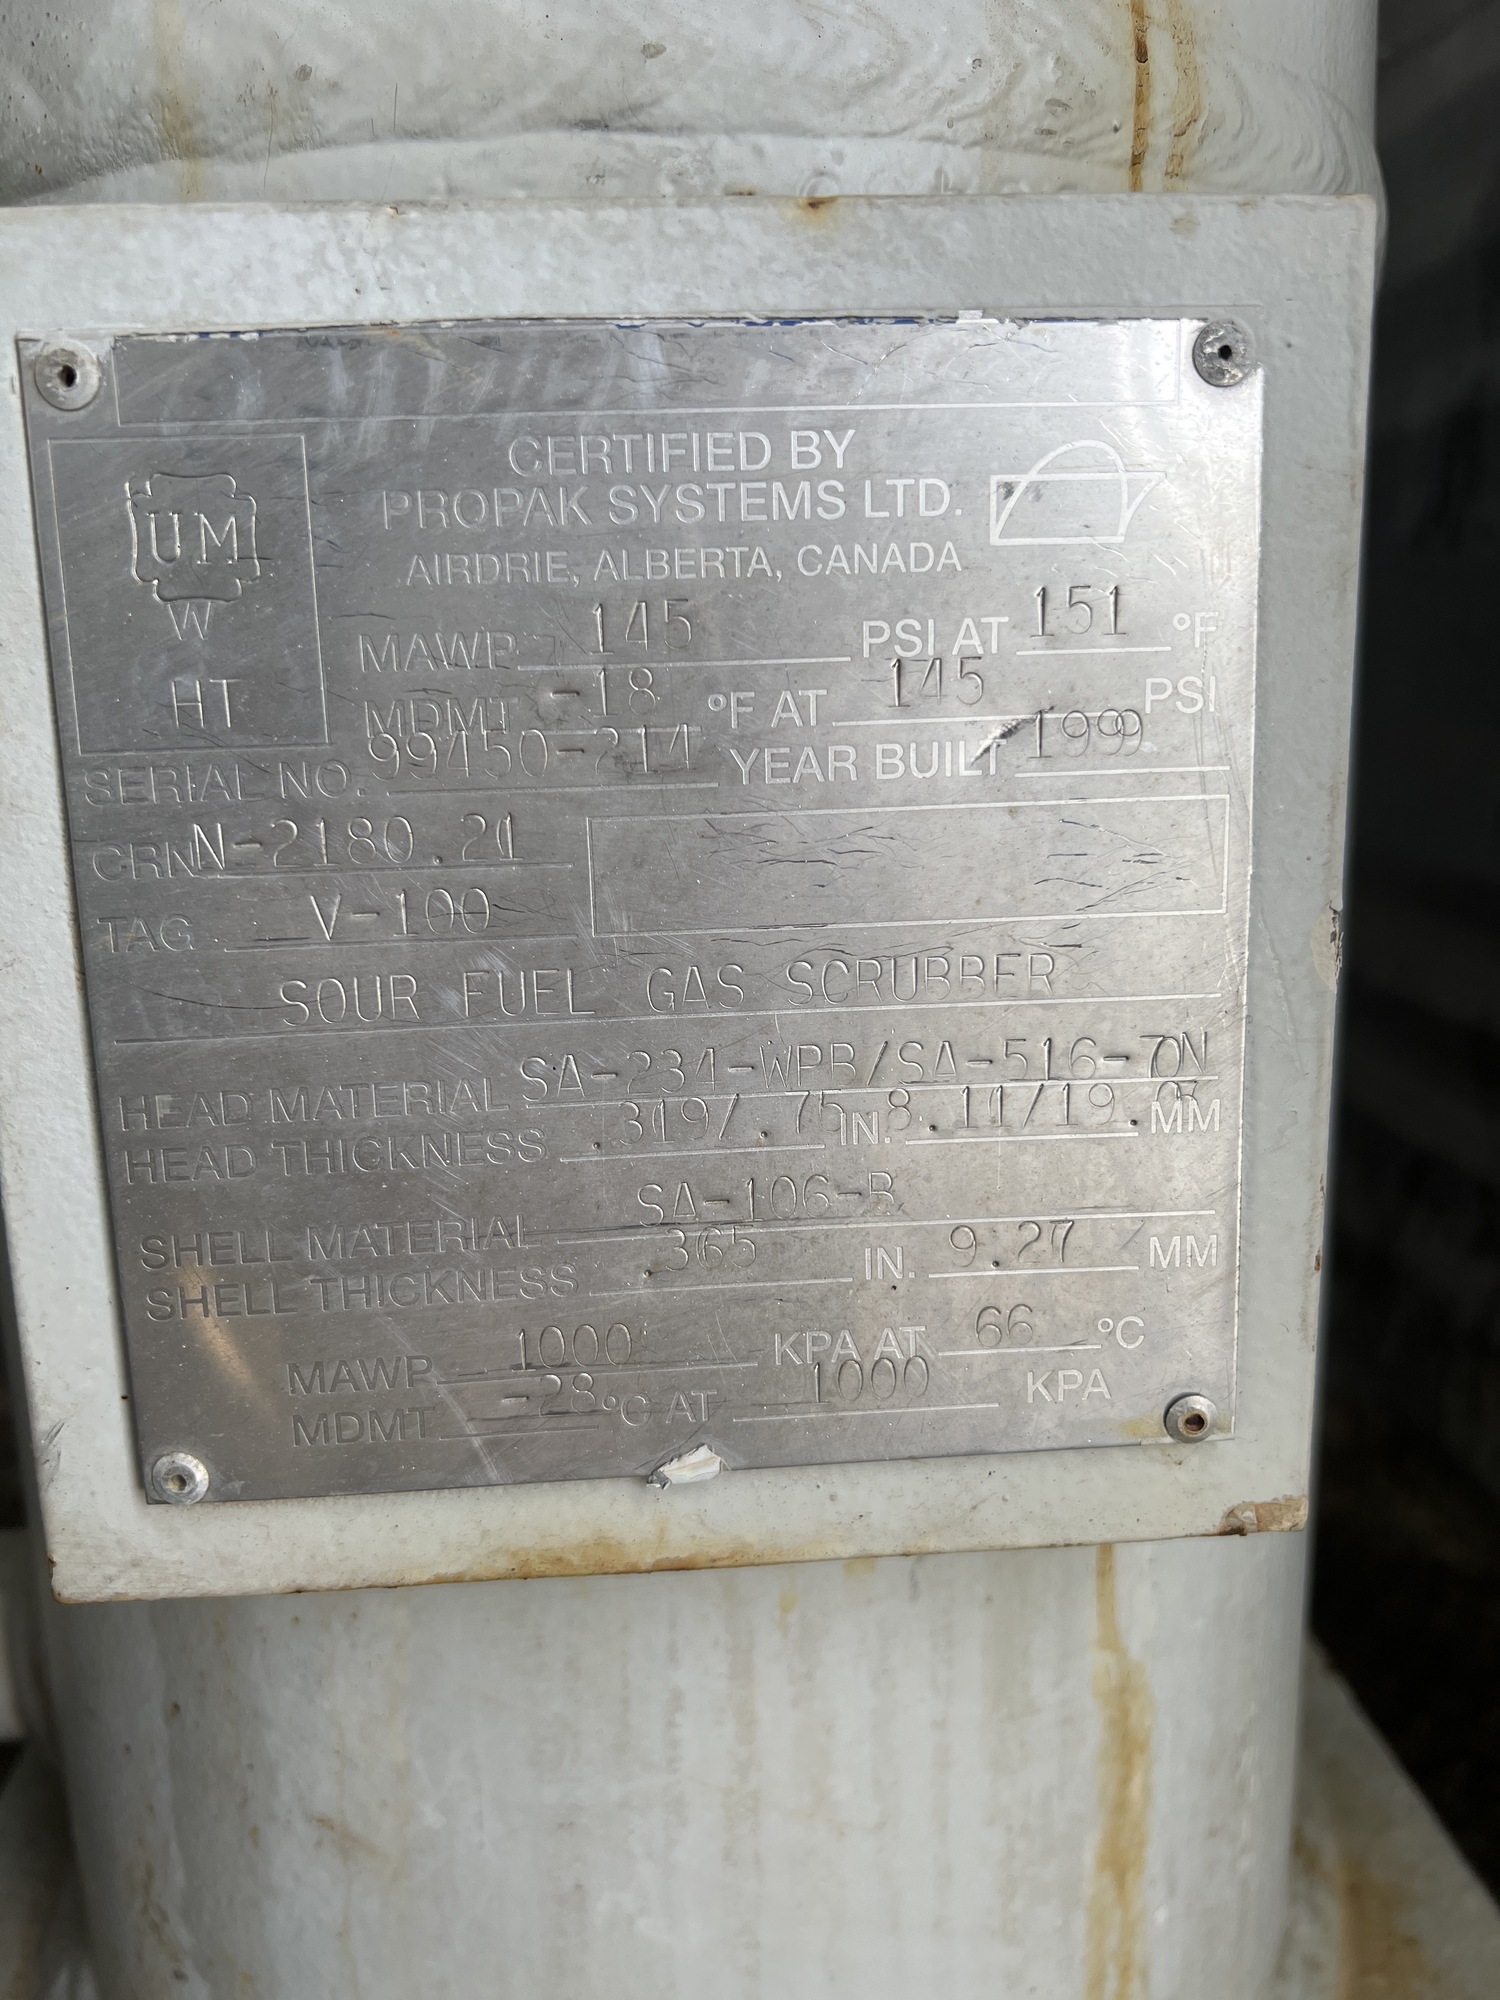 CERTIFIED BY
PROPAK SYSTEMS LTD.
AIRDRIE, ALBERTA, CANADA
UM
W
HT
MAWP 145 PSI AT 151 °F
MDMT -18 °F AT 145 PSI
SERIAL NO. 99450-214 YEAR BUILT 1999
CRN N-2180.21
TAG V-100
SOUR FUEL GAS SCRUBBER
HEAD MATERIAL SA-234-WPB/SA-516-70N
HEAD THICKNESS .319/.75 IN. 8.11/19. MM
SHELL MATERIAL SA-106-B
SHELL THICKNESS .365 IN. 9.27 MM
MAWP 1000 KPA AT 66 °C
MDMT -28 °C AT 1000 KPA